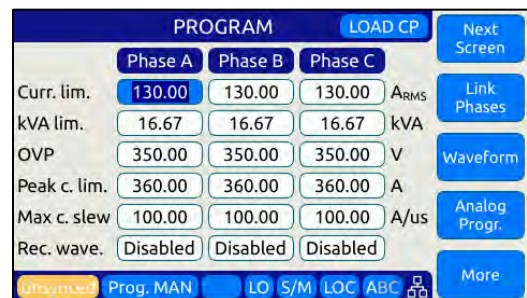 PROGRAM LOAD CP
Phase A Phase B Phase C
Curr. lim. 130.00 130.00 130.00 ARMS
kVA lim. 16.67 16.67 16.67 kVA
OVP 350.00 350.00 350.00 V
Peak c. lim. 360.00 360.00 360.00 A
Max c. slew 100.00 100.00 100.00 A/us
Rec. wave. Disabled Disabled Disabled
Unsynced Prog. MAN LO S/M LOC ABC
Next
Screen
Link
Phases
Waveform
Analog
Progr.
More